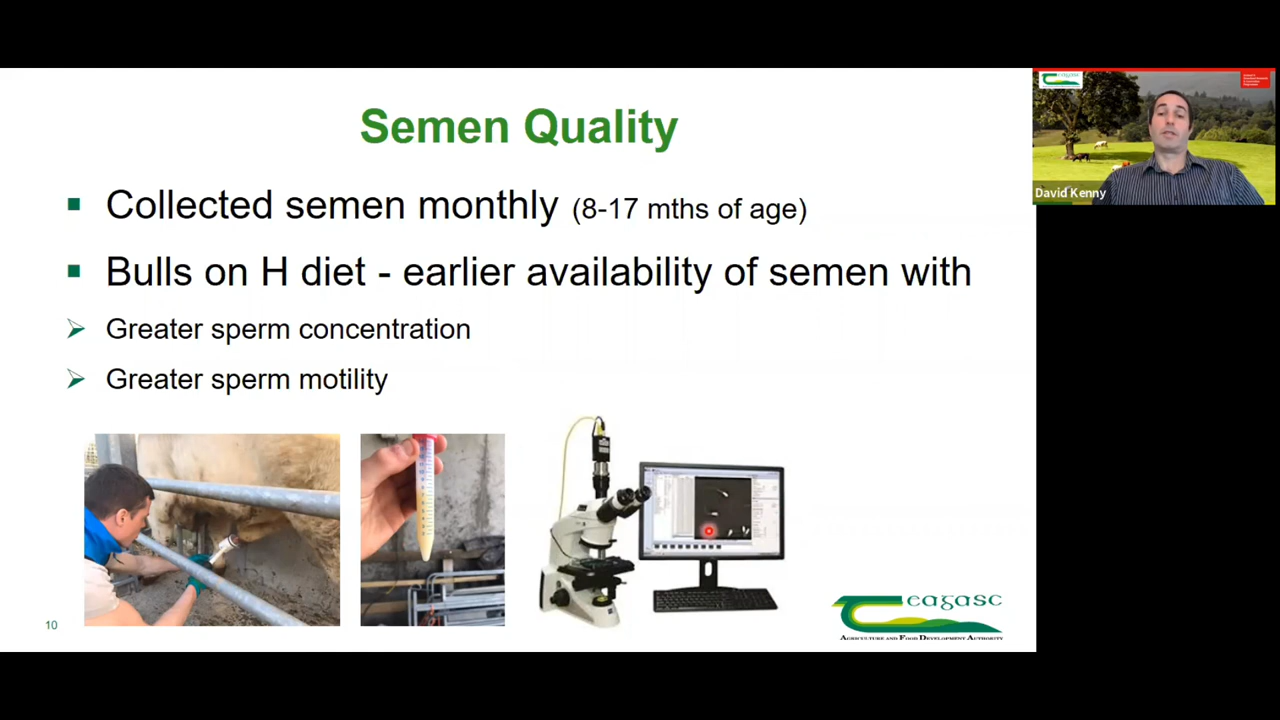 Semen Quality
Collected semen monthly (8-17 mths of age)
Bulls on H diet - earlier availability of semen with
Greater sperm concentration
Greater sperm motility
10
eagasc
AGRICULTURE AND FOOD DEVELOPMENT AUTHORITY
David Kenny